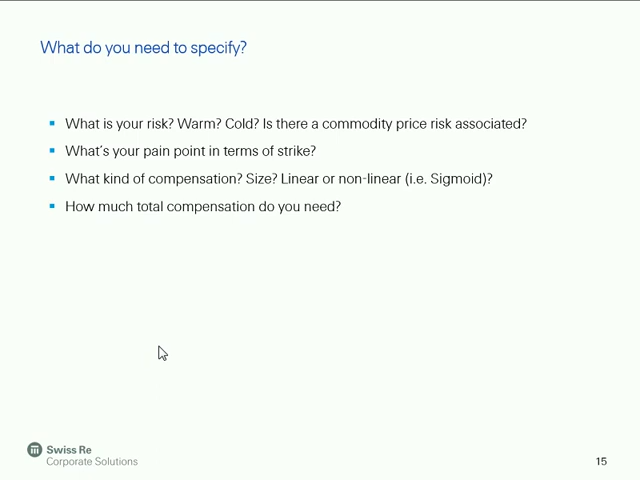 What do you need to specify?
What is your risk? Warm? Cold? Is there a commodity price risk associated?
What's your pain point in terms of strike?
What kind of compensation? Size? Linear or non-linear (i.e. Sigmoid)?
How much total compensation do you need?
Swiss Re
Corporate Solutions
15